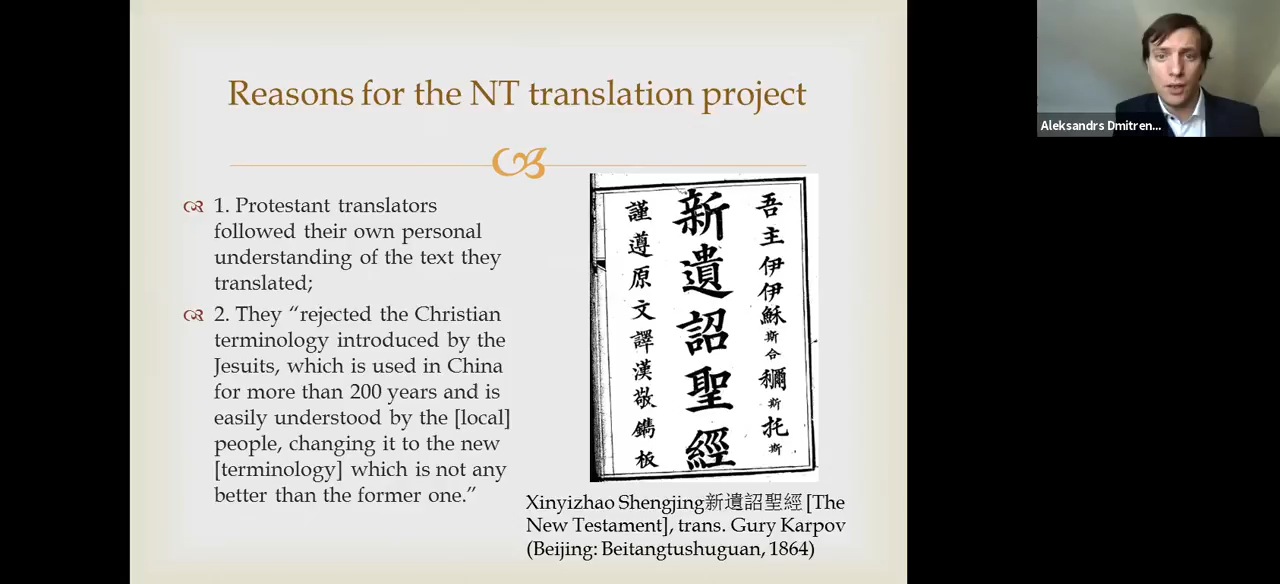 Reasons for the NT translation project
1. Protestant translators
followed their own personal
understanding of the text they
translated;
2. They “rejected the Christian
terminology introduced by the
Jesuits, which is used in China
for more than 200 years and is
easily understood by the [local]
people, changing it to the new
[terminology] which is not any
better than the former one.”
吾主伊伊穌斯合利爾斯托斯
新遺詔聖經
謹遵原文譯漢敬鐫板
Xinyizhao Shengjing新遺詔聖經 [The
New Testament], trans. Gury Karpov
(Beijing: Beitangtushuguan, 1864)
Aleksandrs Dmitren...